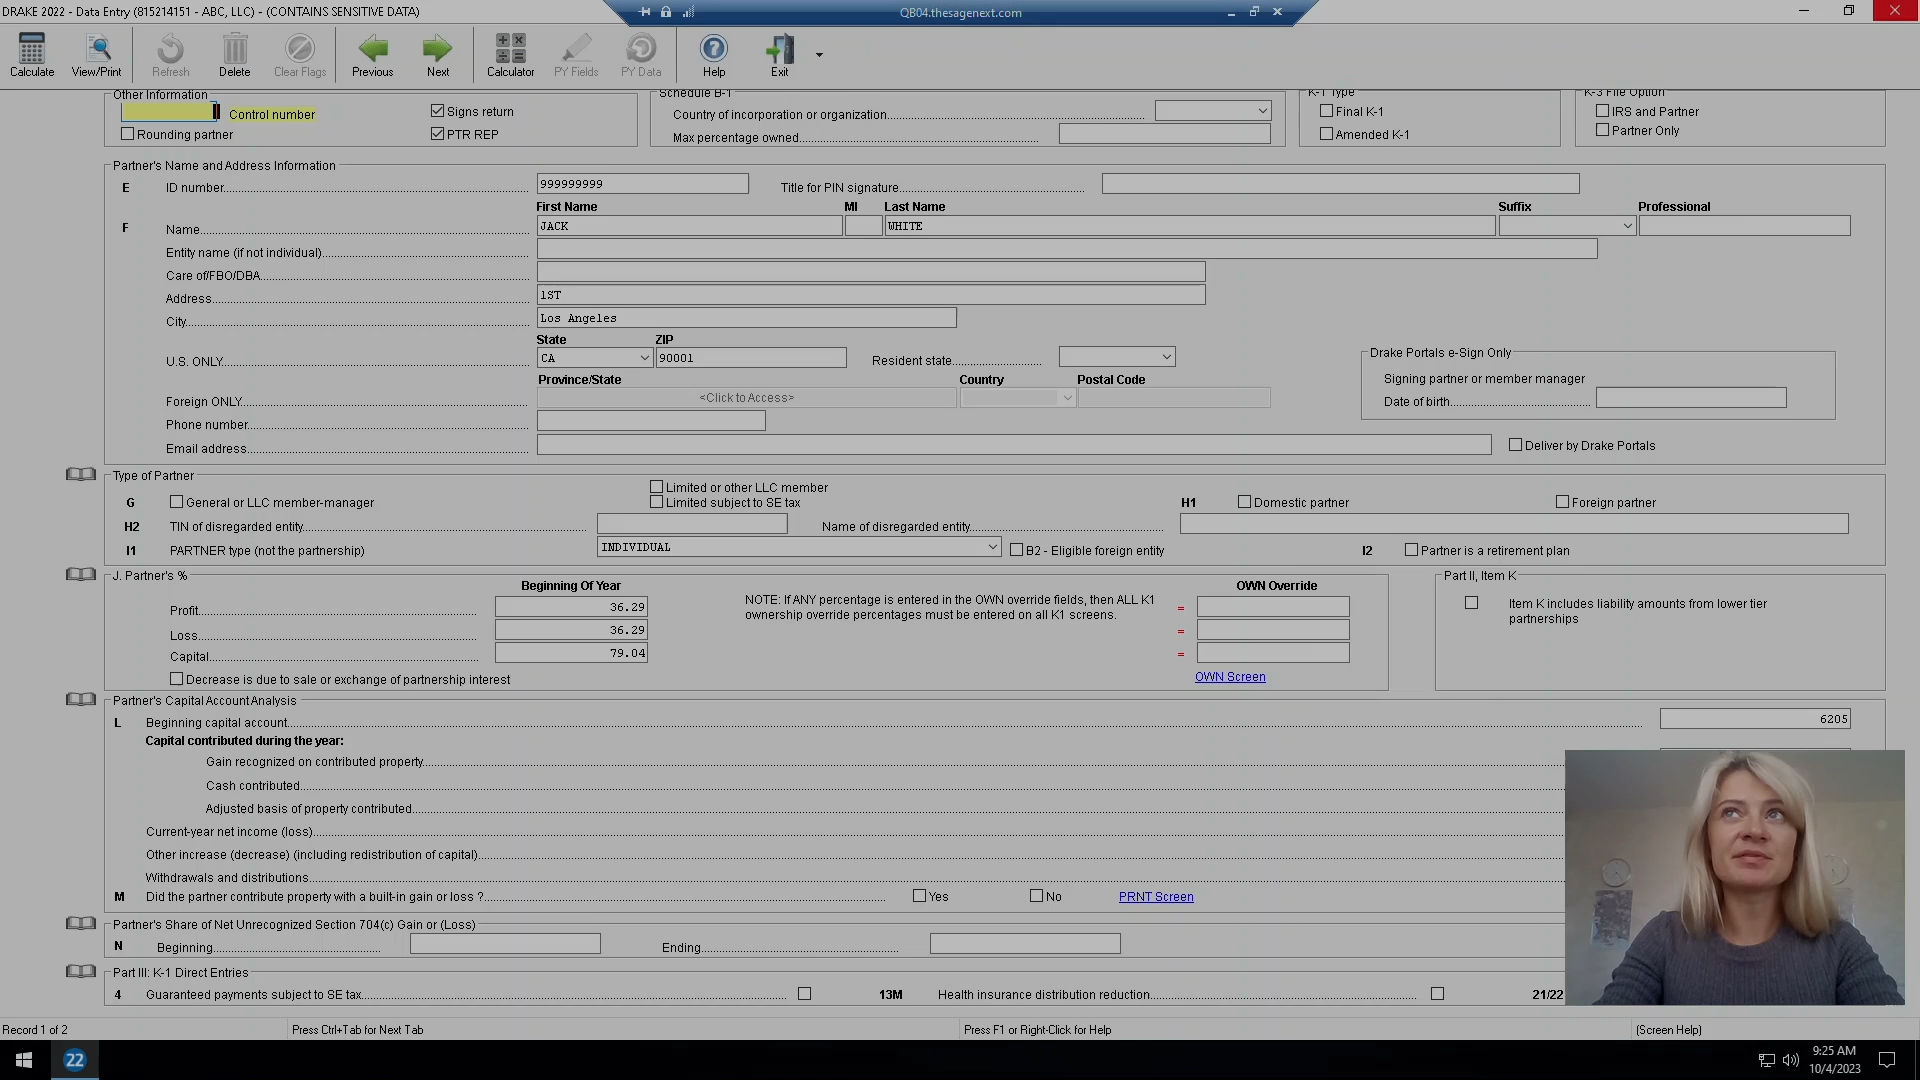 DRAKE 2022 - Data Entry (815214151 - ABC, LLC) - (CONTAINS SENSITIVE DATA)
QB04.thesagenext.com
Calculate View/Print Refresh Delete Clear Flags Previous Next Calculator PY Fields PY Data Help Exit
Other Information
Control number
Signs return
Rounding partner
PTR REP
Schedule B-1
Country of incorporation or organization
Max percentage owned
K-1 Type
Final K-1
Amended K-1
K-3 File Option
IRS and Partner
Partner Only
Partner's Name and Address Information
E ID number 999999999 Title for PIN signature
First Name MI Last Name Suffix Professional
F Name JACK WHITE
Entity name (if not individual)
Care of/FBO/DBA
Address 1ST
City Los Angeles
State ZIP
U.S. ONLY CA 90001 Resident state
Province/State Country Postal Code
Foreign ONLY <Click to Access>
Phone number
Email address
Drake Portals e-Sign Only
Signing partner or member manager
Date of birth
Deliver by Drake Portals
Type of Partner
Limited or other LLC member
G General or LLC member-manager Limited subject to SE tax H1 Domestic partner Foreign partner
H2 TIN of disregarded entity Name of disregarded entity
I1 PARTNER type (not the partnership) INDIVIDUAL B2 - Eligible foreign entity I2 Partner is a retirement plan
J. Partner's %
Beginning Of Year OWN Override
Profit 36.29 =
Loss 36.29 =
Capital 79.04 =
NOTE: If ANY percentage is entered in the OWN override fields, then ALL K1
ownership override percentages must be entered on all K1 screens.
Decrease is due to sale or exchange of partnership interest
OWN Screen
Part II, Item K
Item K includes liability amounts from lower tier
partnerships
Partner's Capital Account Analysis
L Beginning capital account 6205
Capital contributed during the year:
Gain recognized on contributed property
Cash contributed
Adjusted basis of property contributed
Current-year net income (loss)
Other increase (decrease) (including redistribution of capital)
Withdrawals and distributions
M Did the partner contribute property with a built-in gain or loss ? Yes No PRNT Screen
Partner's Share of Net Unrecognized Section 704(c) Gain or (Loss)
N Beginning Ending
Part III: K-1 Direct Entries
4 Guaranteed payments subject to SE tax 13M Health insurance distribution reduction 21/22
Record 1 of 2 Press Ctrl+Tab for Next Tab Press F1 or Right-Click for Help (Screen Help)
22
9:25 AM
10/4/2023